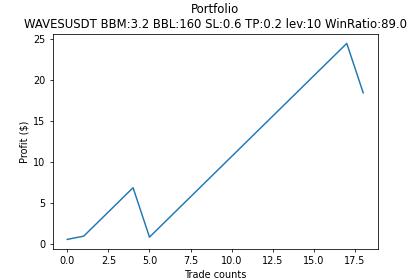 Portfolio
WAVESUSDT BBM:3.2 BBL:160 SL:0.6 TP:0.2 lev:10 WinRatio:89.0
25
20
15
10
5
0
Profit ($)
0.0 2.5 5.0 7.5 10.0 12.5 15.0 17.5
Trade counts